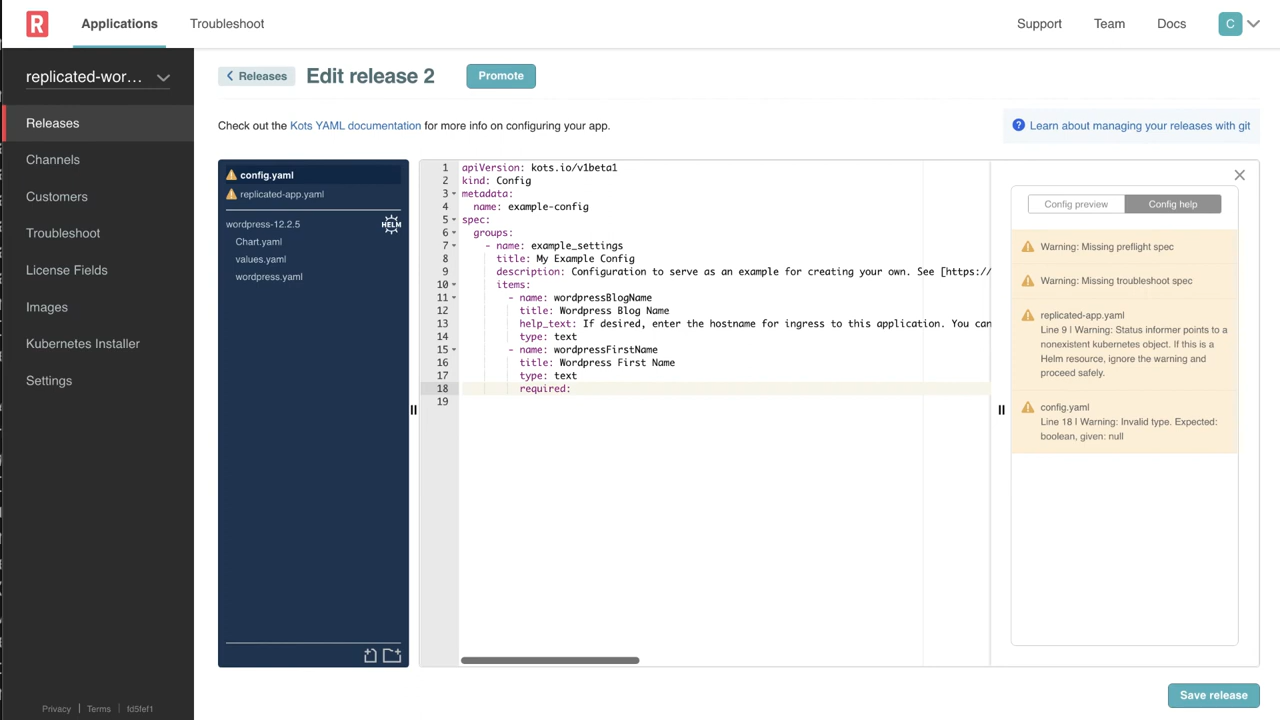 R
Applications
Troubleshoot
Support
Team
Docs
C
replicated-wor...
Releases
Channels
Customers
Troubleshoot
License Fields
Images
Kubernetes Installer
Settings
Privacy | Terms | fd5fef1
Releases
Edit release 2
Promote
Check out the Kots YAML documentation for more info on configuring your app.
Learn about managing your releases with git
config.yaml
replicated-app.yaml
wordpress-12.2.5
HELM
Chart.yaml
values.yaml
wordpress.yaml
1 apiVersion: kots.io/v1beta1
2 kind: Config
3 metadata:
4   name: example-config
5 spec:
6   groups:
7     - name: example_settings
8       title: My Example Config
9       description: Configuration to serve as an example for creating your own. See [https://
10       items:
11         - name: wordpressBlogName
12           title: Wordpress Blog Name
13           help_text: If desired, enter the hostname for ingress to this application. You can
14           type: text
15         - name: wordpressFirstName
16           title: Wordpress First Name
17           type: text
18           required:
19
Config preview
Config help
Warning: Missing preflight spec
Warning: Missing troubleshoot spec
replicated-app.yaml
Line 9 | Warning: Status informer points to a
nonexistent kubernetes object. If this is a
Helm resource, ignore the warning and
proceed safely.
config.yaml
Line 18 | Warning: Invalid type. Expected:
boolean, given: null
Save release